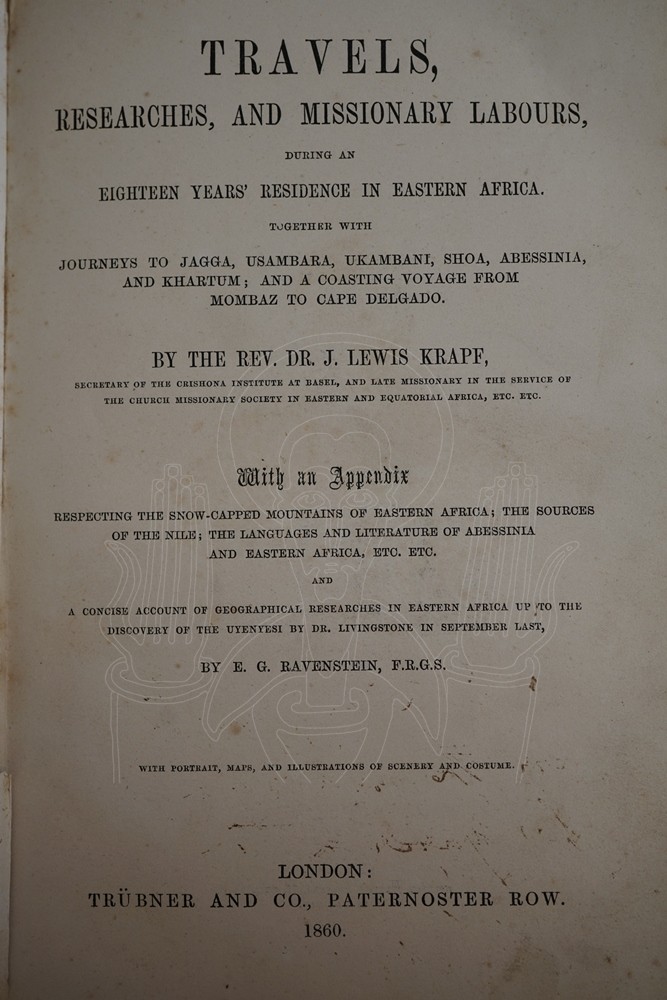 TRAVELS,
RESEARCHES, AND MISSIONARY LABOURS,
DURING AN
EIGHTEEN YEARS' RESIDENCE IN EASTERN AFRICA.
TOGETHER WITH
JOURNEYS TO JAGGA, USAMBARA, UKAMBANI, SHOA, ABESSINIA,
AND KHARTUM; AND A COASTING VOYAGE FROM
MOMBAZ TO CAPE DELGADO.
BY THE REV. DR. J. LEWIS KRAPF,
SECRETARY OF THE CHRISHONA INSTITUTE AT BASEL, AND LATE MISSIONARY IN THE SERVICE OF
THE CHURCH MISSIONARY SOCIETY IN EASTERN AND EQUATORIAL AFRICA, ETC. ETC.
With an Appendix
RESPECTING THE SNOW-CAPPED MOUNTAINS OF EASTERN AFRICA; THE SOURCES
OF THE NILE; THE LANGUAGES AND LITERATURE OF ABESSINIA
AND EASTERN AFRICA, ETC. ETC.
AND
A CONCISE ACCOUNT OF GEOGRAPHICAL RESEARCHES IN EASTERN AFRICA UP TO THE
DISCOVERY OF THE UYENYESI BY DR. LIVINGSTONE IN SEPTEMBER LAST,
BY E. G. RAVENSTEIN, F.R.G.S.
WITH PORTRAIT, MAPS, AND ILLUSTRATIONS OF SCENERY AND COSTUME.
LONDON:
TRÜBNER AND CO., PATERNOSTER ROW.
1860.